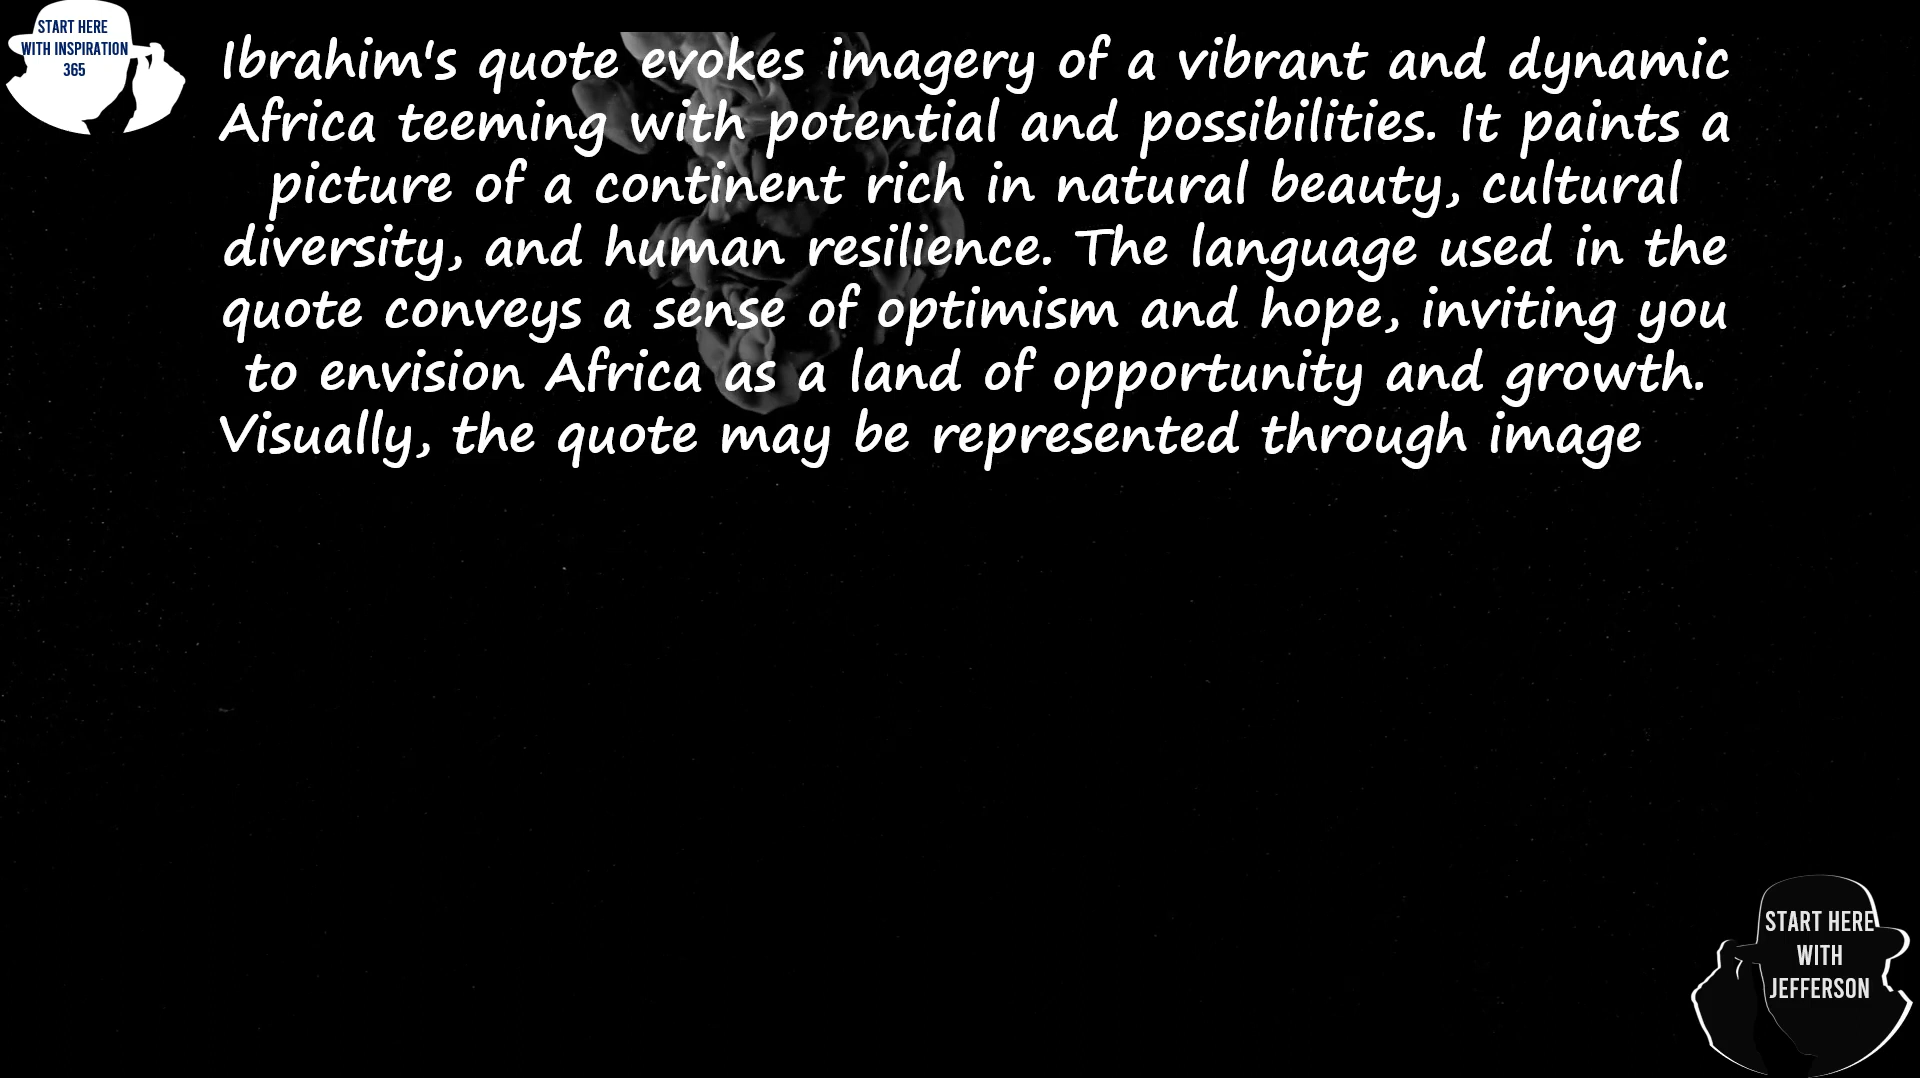 START HERE
WITH INSPIRATION
365
Ibrahim's quote evokes imagery of a vibrant and dynamic
Africa teeming with potential and possibilities. It paints a
picture of a continent rich in natural beauty, cultural
diversity, and human resilience. The language used in the
quote conveys a sense of optimism and hope, inviting you
to envision Africa as a land of opportunity and growth.
Visually, the quote may be represented through image
START HERE
WITH
JEFFERSON